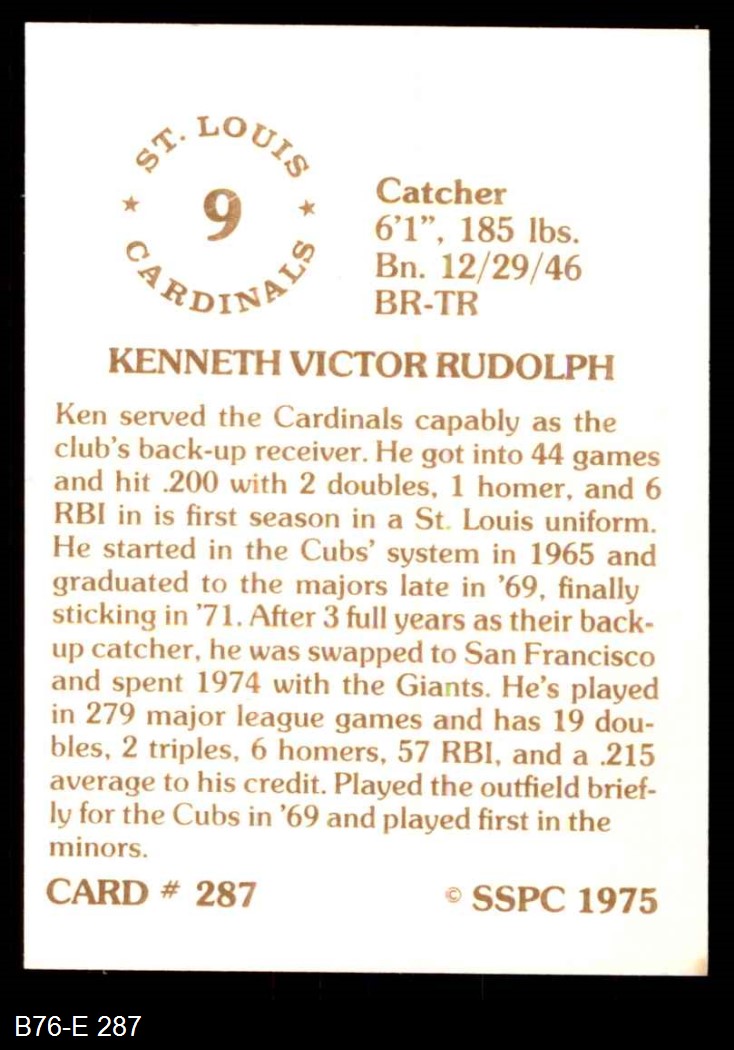 ST. LOUIS
9
CARDINALS
Catcher
6'1”, 185 lbs.
Bn. 12/29/46
BR-TR
KENNETH VICTOR RUDOLPH
Ken served the Cardinals capably as the
club's back-up receiver. He got into 44 games
and hit .200 with 2 doubles, 1 homer, and 6
RBI in is first season in a St. Louis uniform.
He started in the Cubs' system in 1965 and
graduated to the majors late in '69, finally
sticking in '71. After 3 full years as their back-
up catcher, he was swapped to San Francisco
and spent 1974 with the Giants. He's played
in 279 major league games and has 19 dou-
bles, 2 triples, 6 homers, 57 RBI, and a .215
average to his credit. Played the outfield brief-
ly for the Cubs in '69 and played first in the
minors.
CARD # 287
© SSPC 1975
B76-E 287